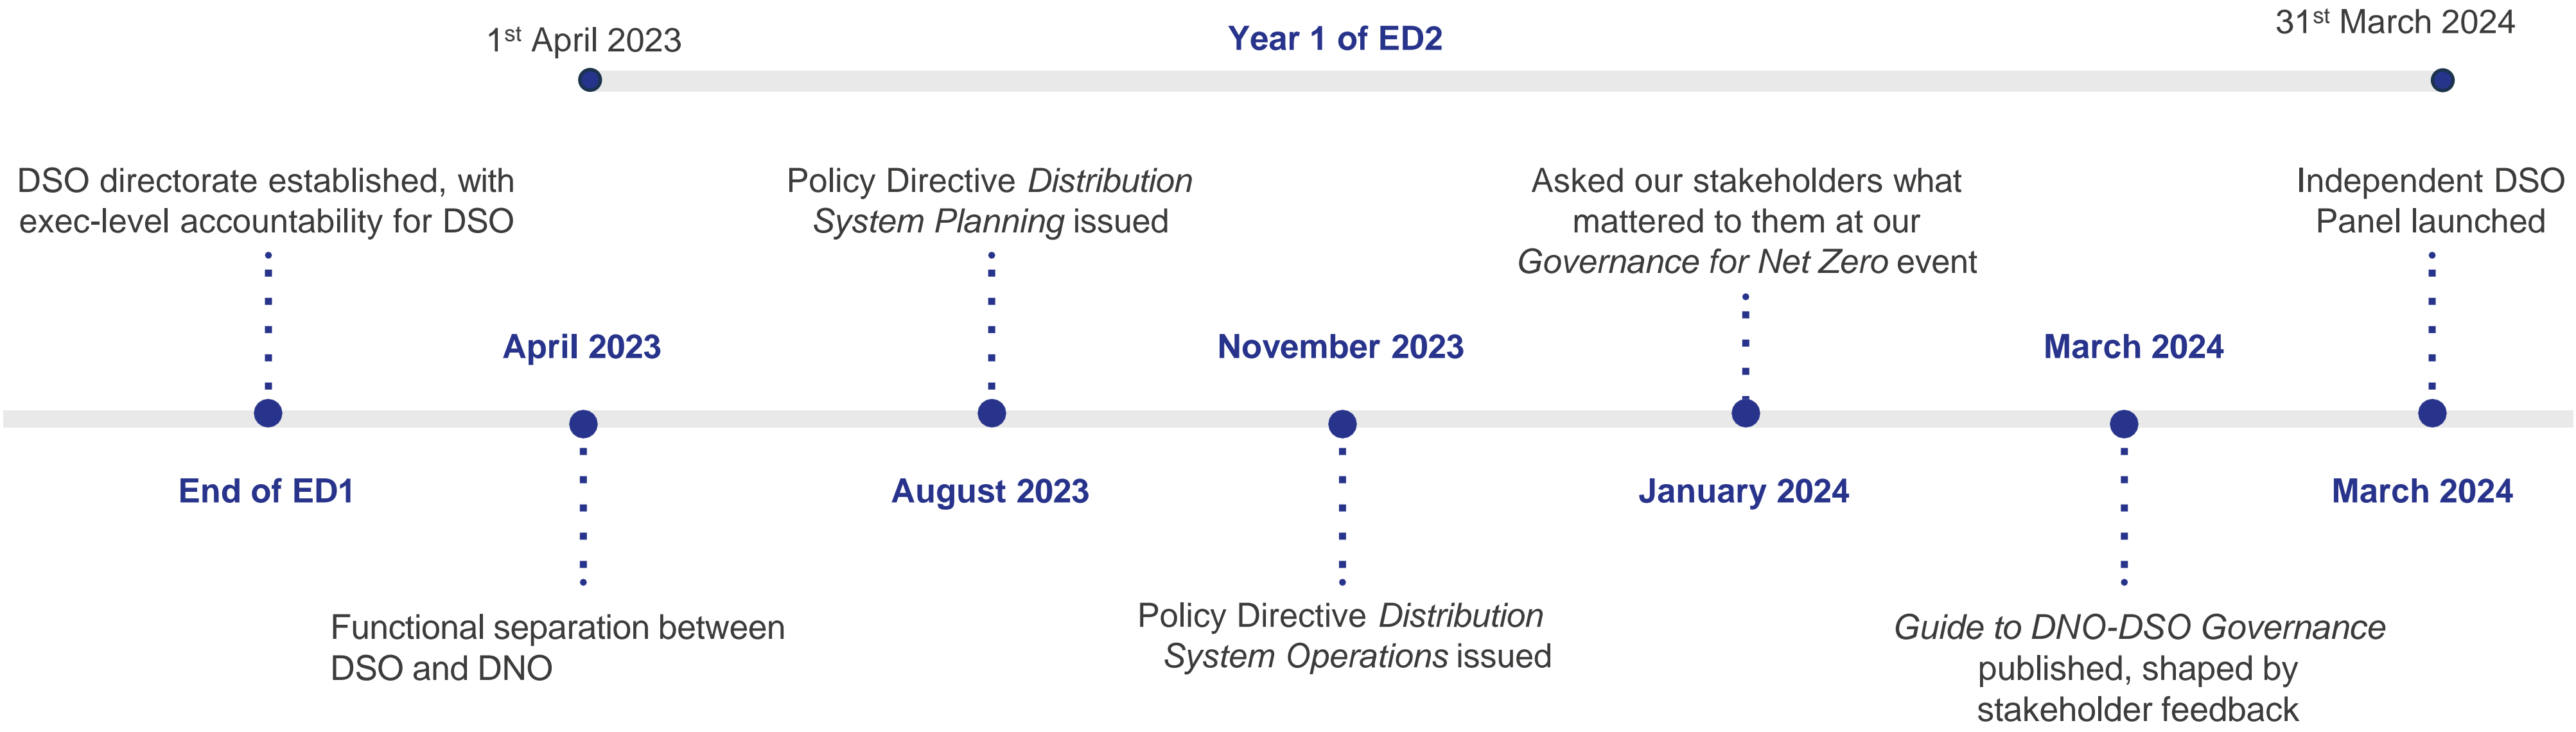 1st April 2023
Year 1 of ED2
31st March 2024
DSO directorate established, with
exec-level accountability for DSO
Policy Directive Distribution
System Planning issued
Asked our stakeholders what
mattered to them at our
Governance for Net Zero event
Independent DSO
Panel launched
April 2023
November 2023
March 2024
End of ED1
August 2023
January 2024
March 2024
Functional separation between
DSO and DNO
Policy Directive Distribution
System Operations issued
Guide to DNO-DSO Governance
published, shaped by
stakeholder feedback